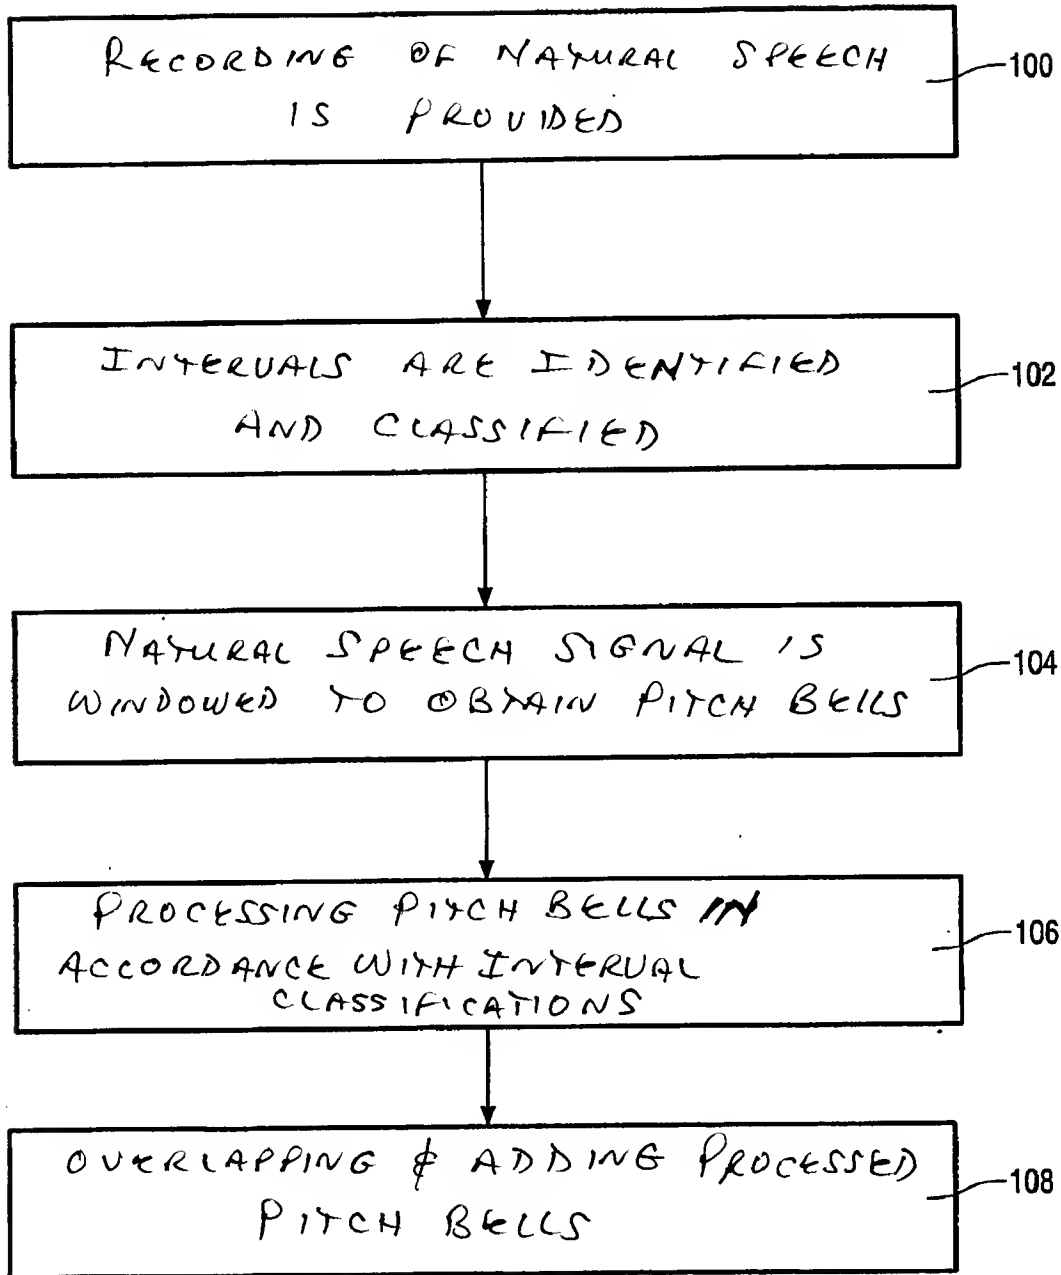 RECORDING OF NATURAL SPEECH
IS PROVIDED
100
INTERVALS ARE IDENTIFIED
AND CLASSIFIED
102
NATURAL SPEECH SIGNAL IS
WINDOWED TO OBTAIN PITCH BELLS
104
PROCESSING PITCH BELLS IN
ACCORDANCE WITH INTERVAL
CLASSIFICATIONS
106
OVERLAPPING & ADDING PROCESSED
PITCH BELLS
108